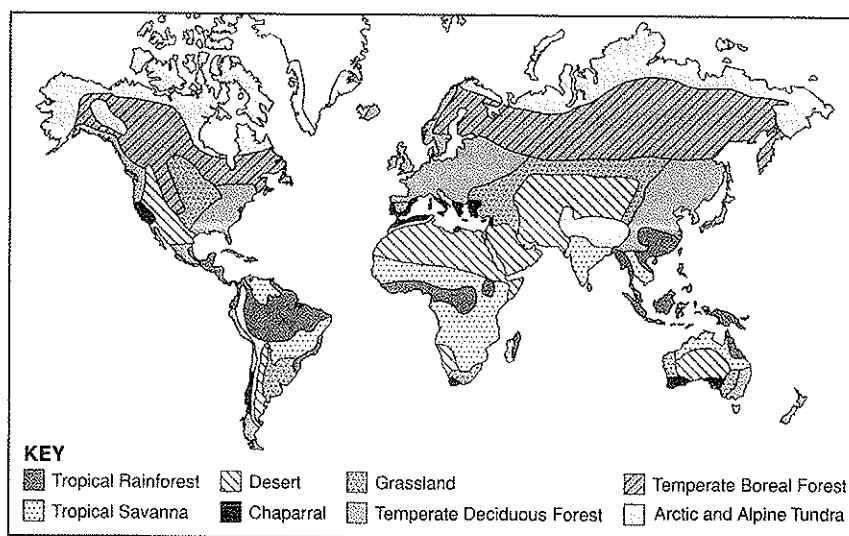 KEY
Tropical Rainforest Desert Grassland Temperate Boreal Forest
Tropical Savanna Chaparral Temperate Deciduous Forest Arctic and Alpine Tundra